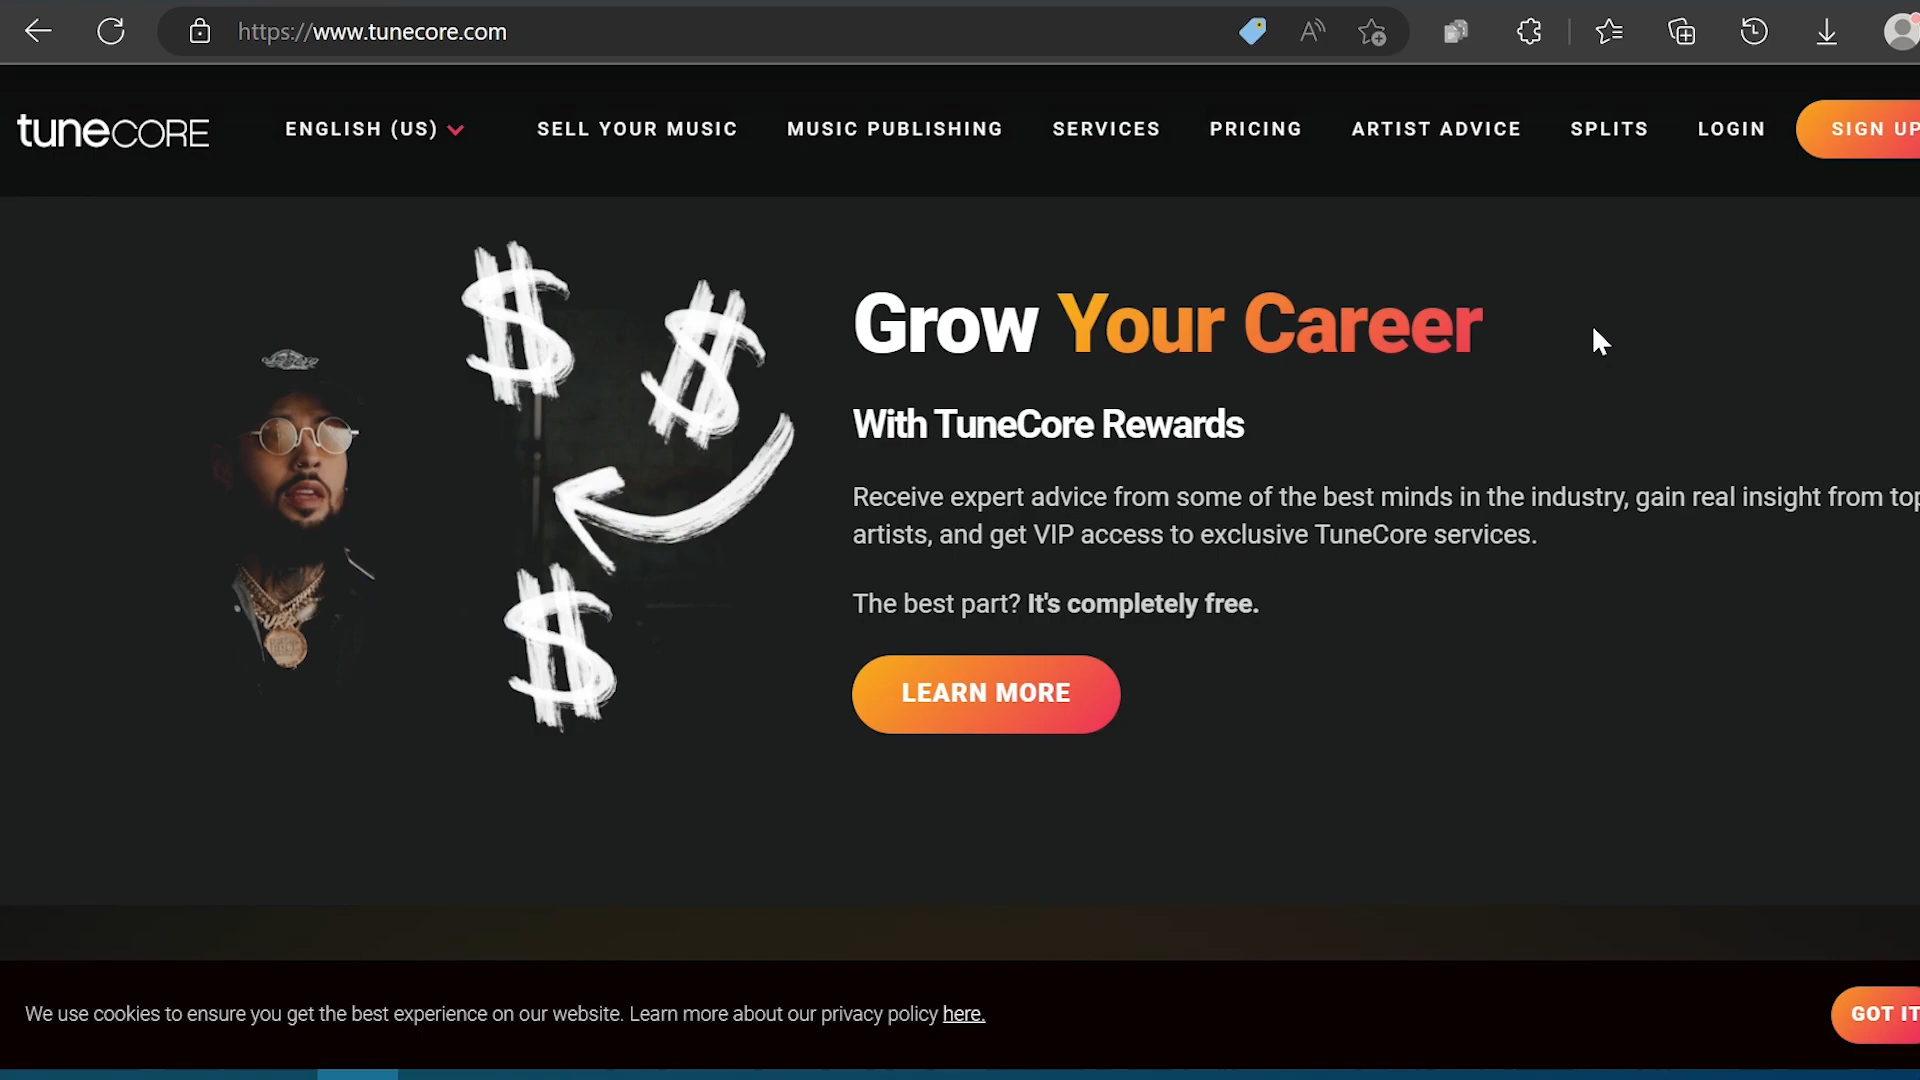 https://www.tunecore.com
tuneCORE
ENGLISH (US)
SELL YOUR MUSIC
MUSIC PUBLISHING
SERVICES
PRICING
ARTIST ADVICE
SPLITS
LOGIN
SIGN UP
Grow Your Career
With TuneCore Rewards
Receive expert advice from some of the best minds in the industry, gain real insight from top
artists, and get VIP access to exclusive TuneCore services.
The best part? It's completely free.
LEARN MORE
We use cookies to ensure you get the best experience on our website. Learn more about our privacy policy here.
GOT IT